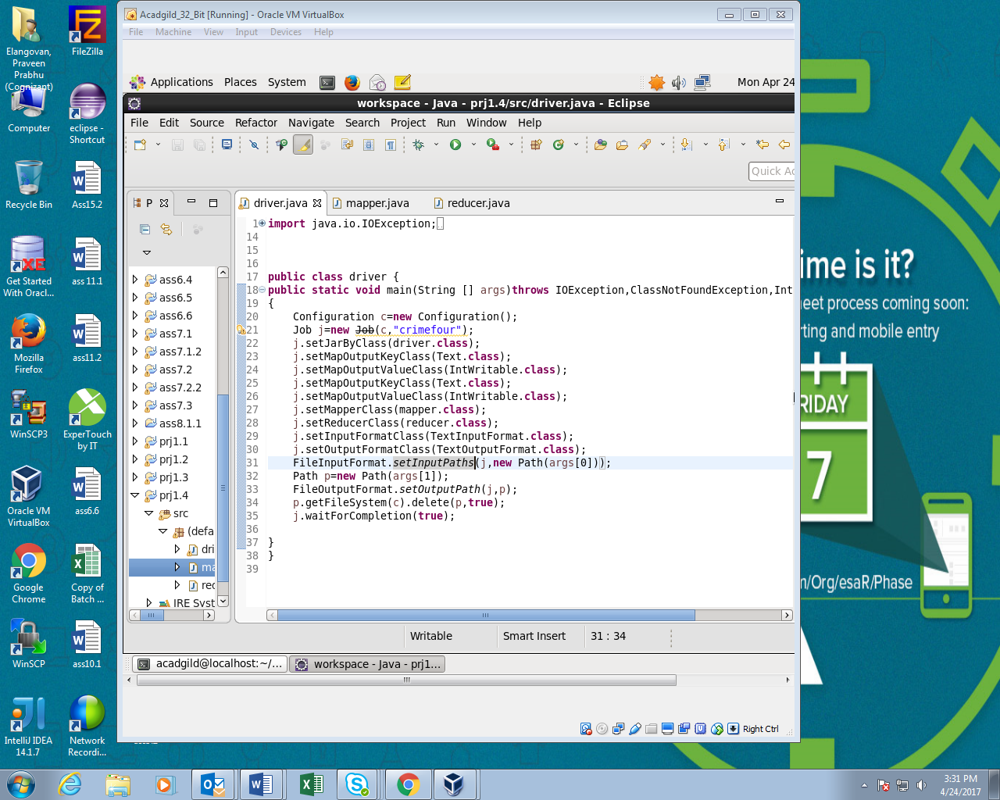 Elangovan,
Praveen
Prabhu
(Cognizant)
FileZilla
Computer
eclipse -
Shortcut
Recycle Bin
Ass15.2
Get Started
With Oracl...
ass 11.1
Mozilla
Firefox
ass11.2
WinSCP3
ExperTouch
by IT
Oracle VM
VirtualBox
ass6.6
Google
Chrome
Copy of
Batch ...
WinSCP
ass10.1
IntelliJ IDEA
14.1.7
Network
Recordi...
Acadgild_32_Bit [Running] - Oracle VM VirtualBox
File Machine View Input Devices Help
Applications Places System
Mon Apr 24
workspace - Java - prj1.4/src/driver.java - Eclipse
File Edit Source Refactor Navigate Search Project Run Window Help
Quick Ac
P
driver.java mapper.java reducer.java
ass6.4
ass6.5
ass6.6
ass7.1
ass7.1.2
ass7.2
ass7.2.2
ass7.3
ass8.1.1
prj1.1
prj1.2
prj1.3
prj1.4
src
(defa
dri
ma
rec
JRE Syst
1 import java.io.IOException;
14
15
16
17 public class driver {
18 public static void main(String [] args)throws IOException,ClassNotFoundException,Int
19 {
20 Configuration c=new Configuration();
21 Job j=new Job(c,"crimefour");
22 j.setJarByClass(driver.class);
23 j.setMapOutputKeyClass(Text.class);
24 j.setMapOutputValueClass(IntWritable.class);
25 j.setMapOutputKeyClass(Text.class);
26 j.setMapOutputValueClass(IntWritable.class);
27 j.setMapperClass(mapper.class);
28 j.setReducerClass(reducer.class);
29 j.setInputFormatClass(TextInputFormat.class);
30 j.setOutputFormatClass(TextOutputFormat.class);
31 FileInputFormat.setInputPaths(j,new Path(args[0]));
32 Path p=new Path(args[1]);
33 FileOutputFormat.setOutputPath(j,p);
34 p.getFileSystem(c).delete(p,true);
35 j.waitForCompletion(true);
36
37 }
38 }
39
Writable Smart Insert 31 : 34
acadgild@localhost:~/... workspace - Java - prj1...
Right Ctrl
ime is it?
eet process coming soon:
rting and mobile entry
RIDAY
7
m/Org/esaR/Phase
3:31 PM
4/24/2017